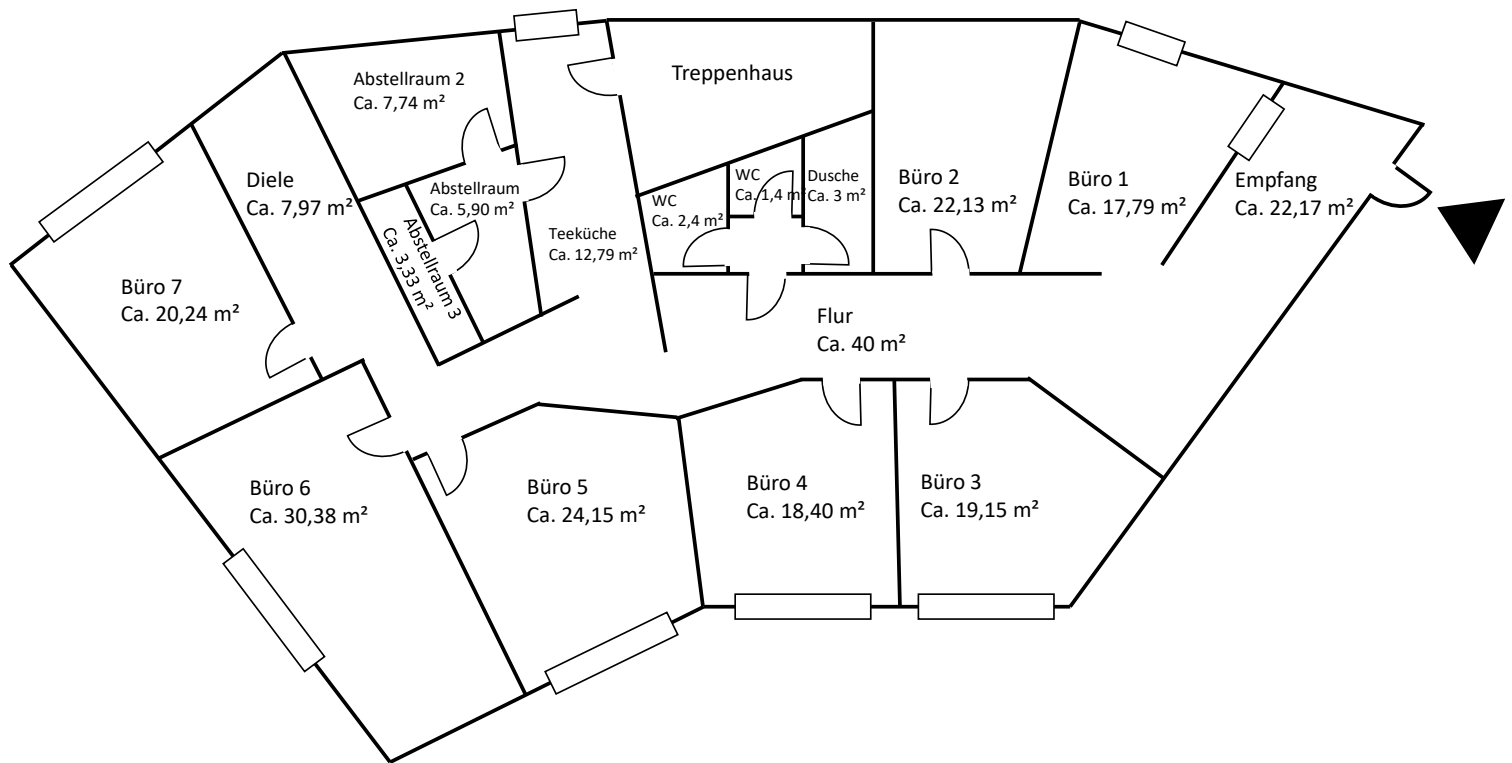 Treppenhaus
Abstellraum 2
Ca. 7,74 m²
Diele
Ca. 7,97 m²
Abstellraum
Ca. 5,90 m²
Abstellraum 3
Ca. 3,33 m²
Teeküche
Ca. 12,79 m²
WC
Ca. 2,4 m²
WC
Ca. 1,4 m²
Dusche
Ca. 3 m²
Büro 2
Ca. 22,13 m²
Büro 1
Ca. 17,79 m²
Empfang
Ca. 22,17 m²
Büro 7
Ca. 20,24 m²
Flur
Ca. 40 m²
Büro 6
Ca. 30,38 m²
Büro 5
Ca. 24,15 m²
Büro 4
Ca. 18,40 m²
Büro 3
Ca. 19,15 m²